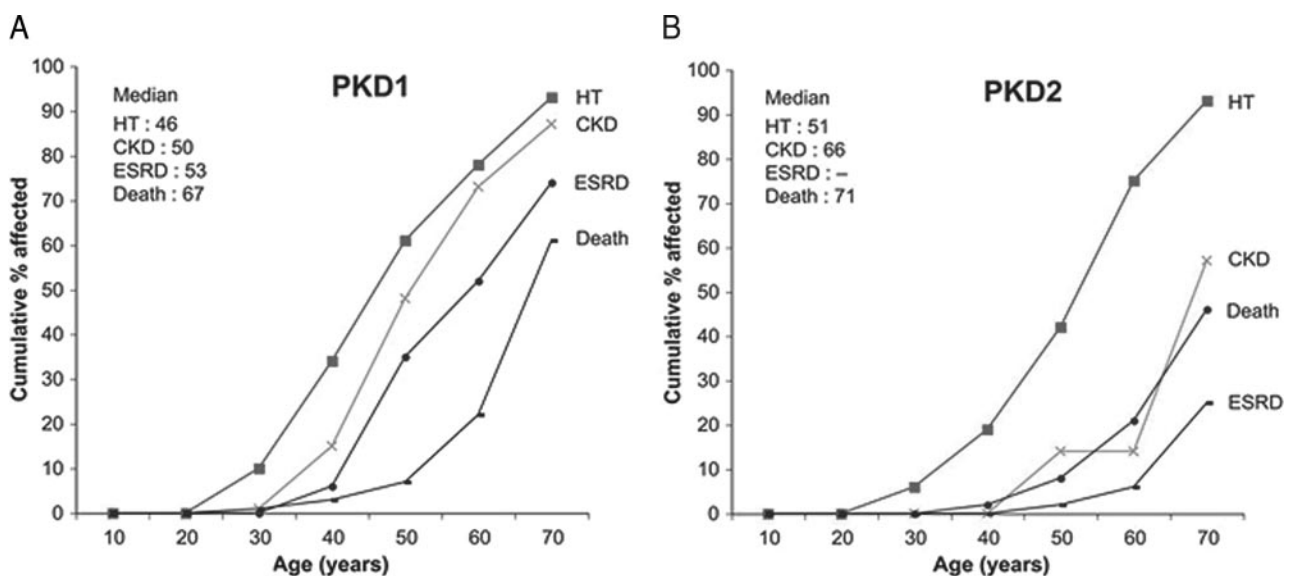 A
PKD1
Median
HT : 46
CKD : 50
ESRD : 53
Death : 67
Cumulative % affected
100
90
80
70
60
50
40
30
20
10
0
HT
CKD
ESRD
Death
10 20 30 40 50 60 70
Age (years)
B
PKD2
Median
HT : 51
CKD : 66
ESRD : –
Death : 71
Cumulative % affected
100
90
80
70
60
50
40
30
20
10
0
HT
CKD
Death
ESRD
10 20 30 40 50 60 70
Age (years)